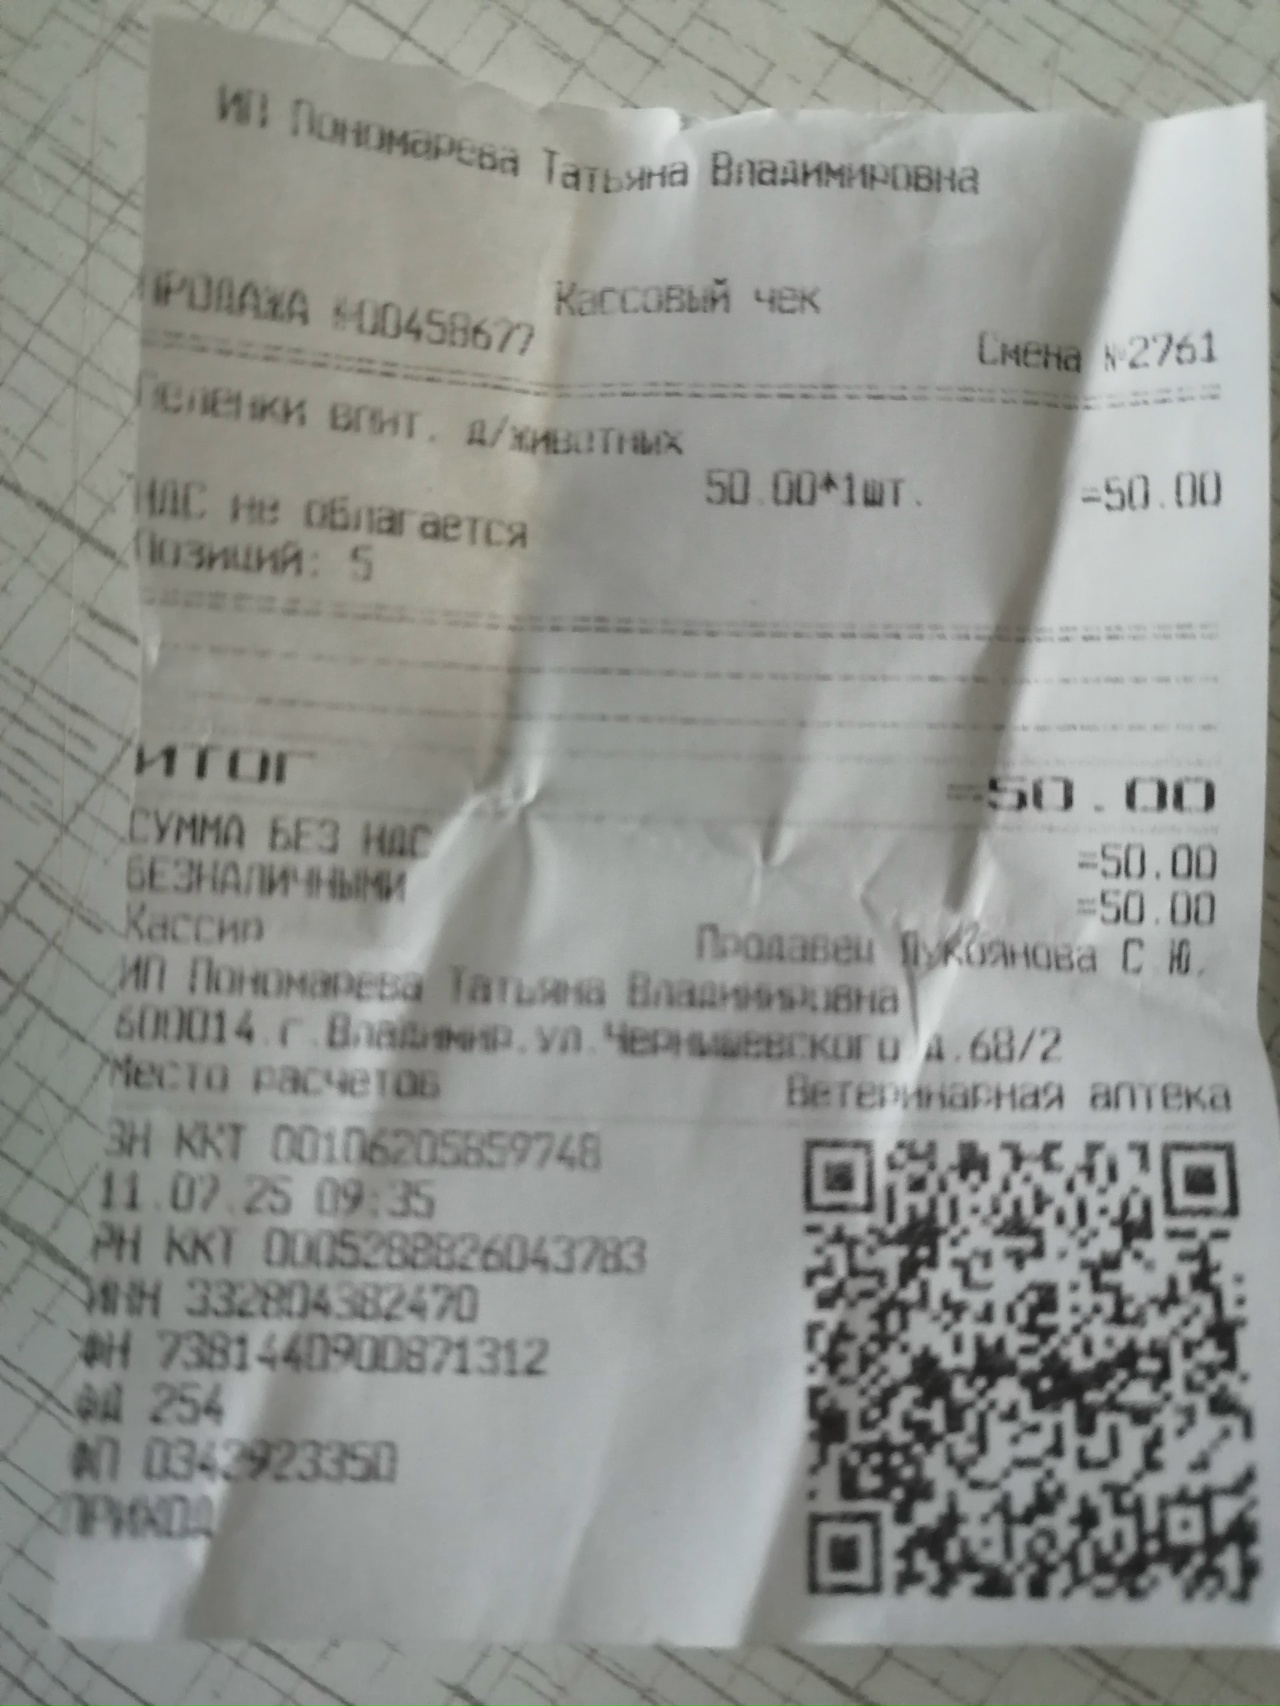 ИП Пономарева Татьяна Владимировна
Кассовый чек
ПРОДАЖА №00458677 Смена №2761
Пеленки впит. д/животных
50.00*1шт. =50.00
НДС не облагается
Позиций: 5
ИТОГ =50.00
СУММА БЕЗ НДС =50.00
БЕЗНАЛИЧНЫМИ =50.00
Кассир Продавец Лукоянова С Ю.
ИП Пономарева Татьяна Владимировна
600014.г.Владимир.ул.Чернышевского д.68/2
Место расчетов Ветеринарная аптека
ЗН ККТ 00106205859748
11.07.25 09:35
РН ККТ 0005288826043783
ИНН 332804382470
ФН 7381440900871312
ФД 254
ФП 0342923350
ПРИХОД